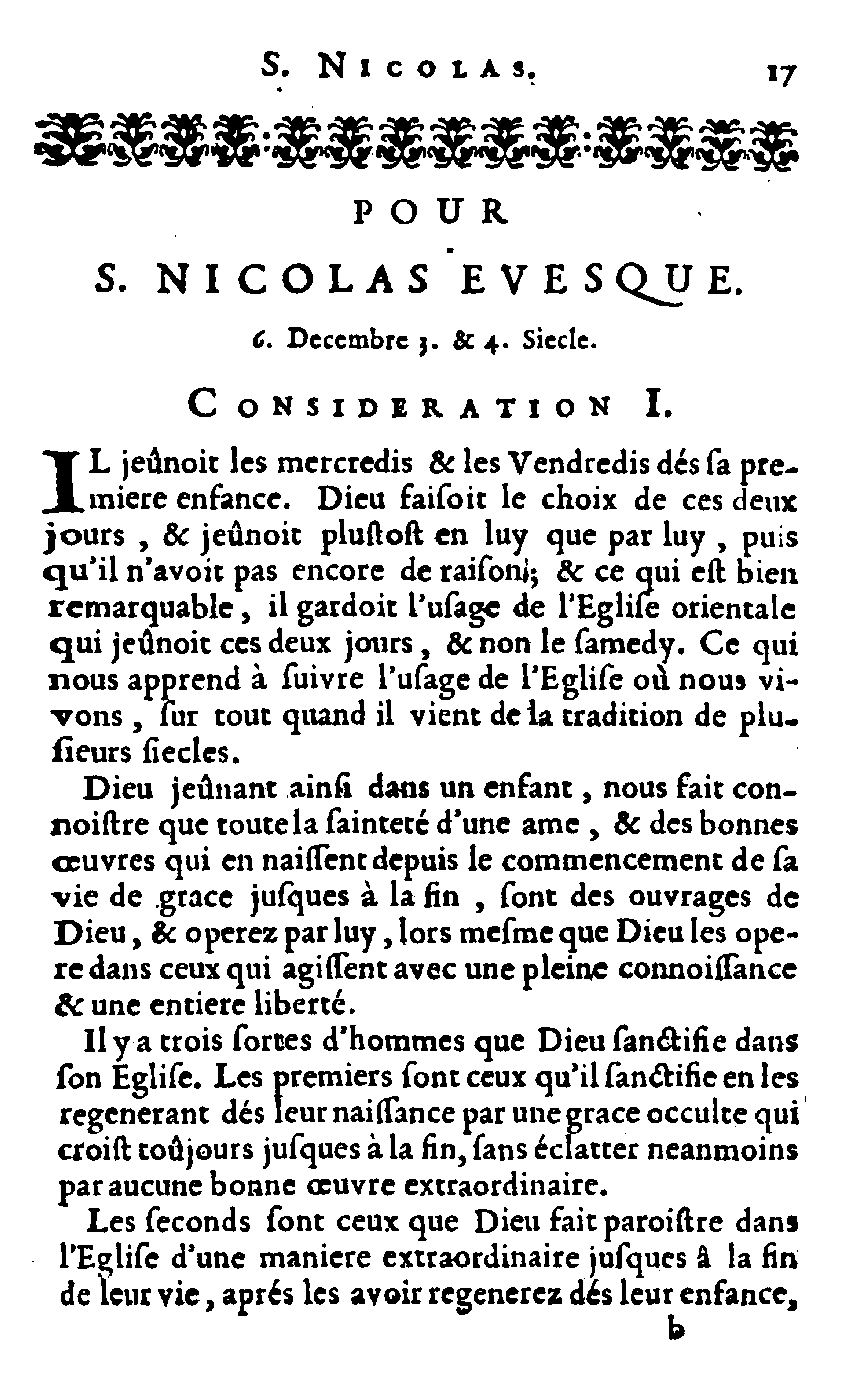 S. NICOLAS. 17
POUR
S. NICOLAS EVESQUE.
6. Decembre 3. & 4. Siecle.
CONSIDERATION I.
IL jeûnoit les mercredis & les Vendredis dés ſa pre-
miere enfance. Dieu faiſoit le choix de ces deux
jours , & jeûnoit pluſtoſt en luy que par luy , puis
qu'il n'avoit pas encore de raiſon; & ce qui eſt bien
remarquable, il gardoit l'uſage de l'Egliſe orientale
qui jeûnoit ces deux jours, & non le ſamedy. Ce qui
nous apprend à ſuivre l'uſage de l'Egliſe où nous vi-
vons , ſur tout quand il vient de la tradition de plu-
ſieurs ſiecles.
Dieu jeûnant ainſi dans un enfant , nous fait con-
noiſtre que toute la ſainteté d'une ame , & des bonnes
œuvres qui en naiſſent depuis le commencement de ſa
vie de grace juſques à la fin , ſont des ouvrages de
Dieu, & operez par luy, lors meſme que Dieu les ope-
re dans ceux qui agiſſent avec une pleine connoiſſance
& une entiere liberté.
Il y a trois ſortes d'hommes que Dieu ſanctifie dans
ſon Egliſe. Les premiers ſont ceux qu'il ſanctifie en les
regenerant dés leur naiſſance par une grace occulte qui
croiſt toûjours juſques à la fin, ſans éclatter neanmoins
par aucune bonne œuvre extraordinaire.
Les ſeconds ſont ceux que Dieu fait paroiſtre dans
l'Egliſe d'une maniere extraordinaire juſques â la fin
de leur vie, aprés les avoir regenerez dés leur enfance,
b